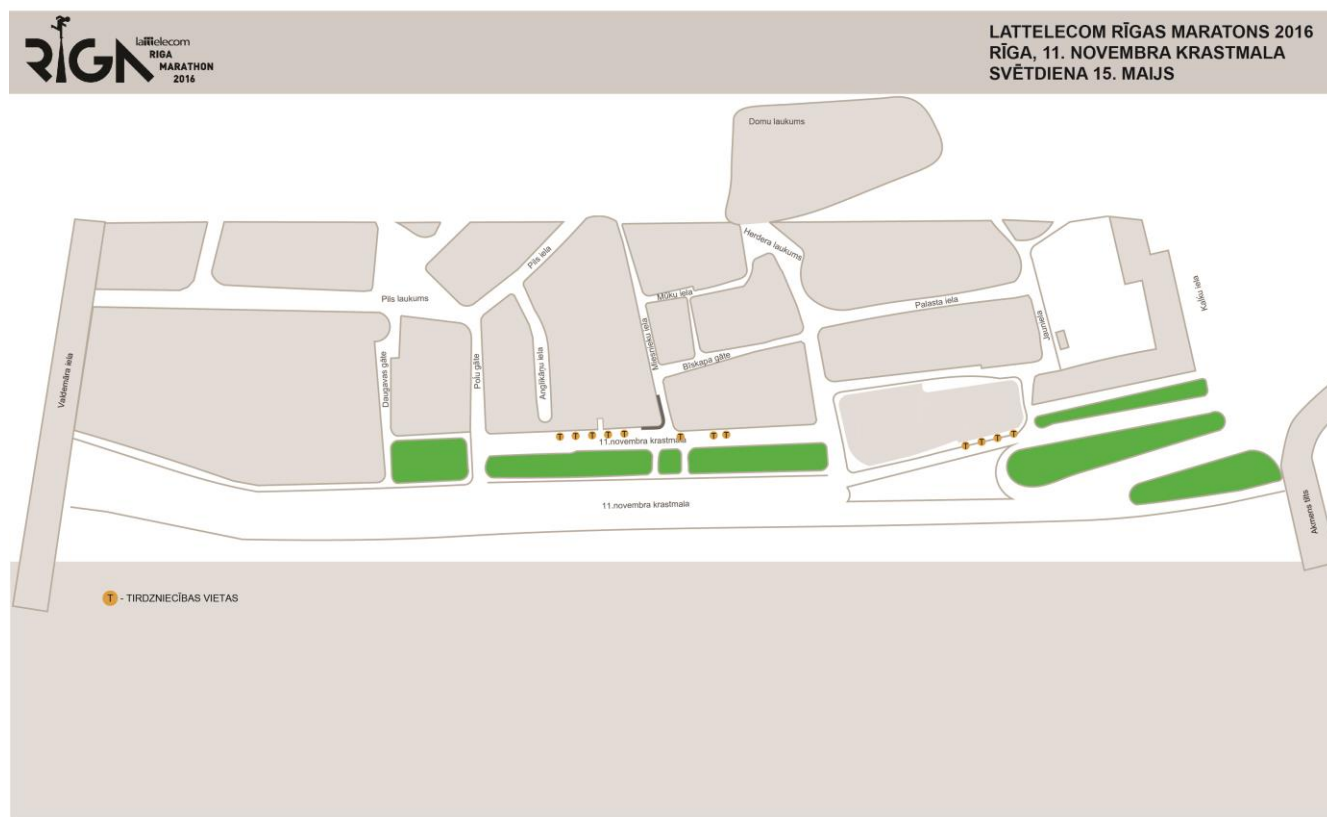 RIGA
lattelecom
RIGA
MARATHON
2016
LATTELECOM RĪGAS MARATONS 2016
RĪGA, 11. NOVEMBRA KRASTMALA
SVĒTDIENA 15. MAIJS
Domu laukums
Herdera laukums
Pils iela
Pils laukums
Mūku iela
Palasta iela
Kaļķu iela
Jauniela
Miesnieku iela
Bīskapa gāte
Valdemāra iela
Daugavas gāte
Poļu gāte
Anglikāņu iela
T T T T T T T T T T T T
11.novembra krastmala
11.novembra krastmala
Akmens tilts
T - TIRDZNIECĪBAS VIETAS